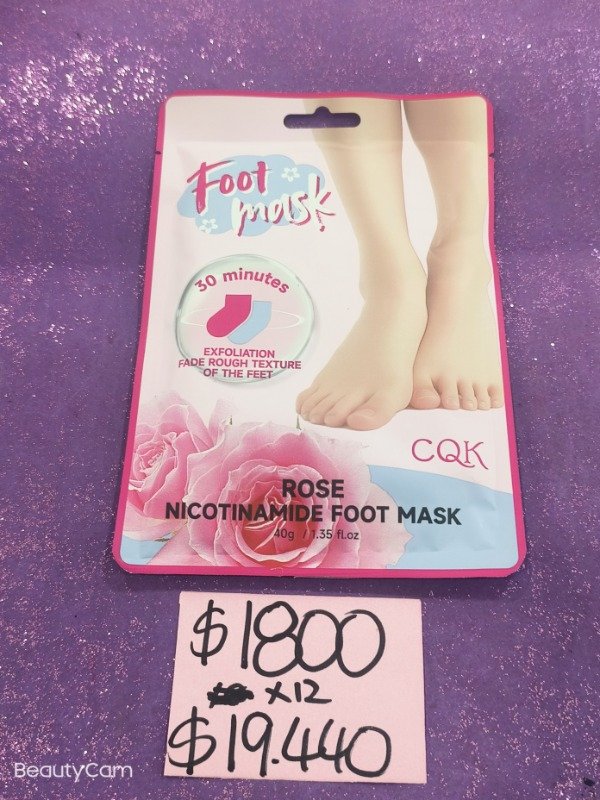 Foot
mask
30 minutes
EXFOLIATION
FADE ROUGH TEXTURE
OF THE FEET
CQK
ROSE
NICOTINAMIDE FOOT MASK
40g / 1.35 fl.oz
$1800
X12
$19.440
BeautyCam